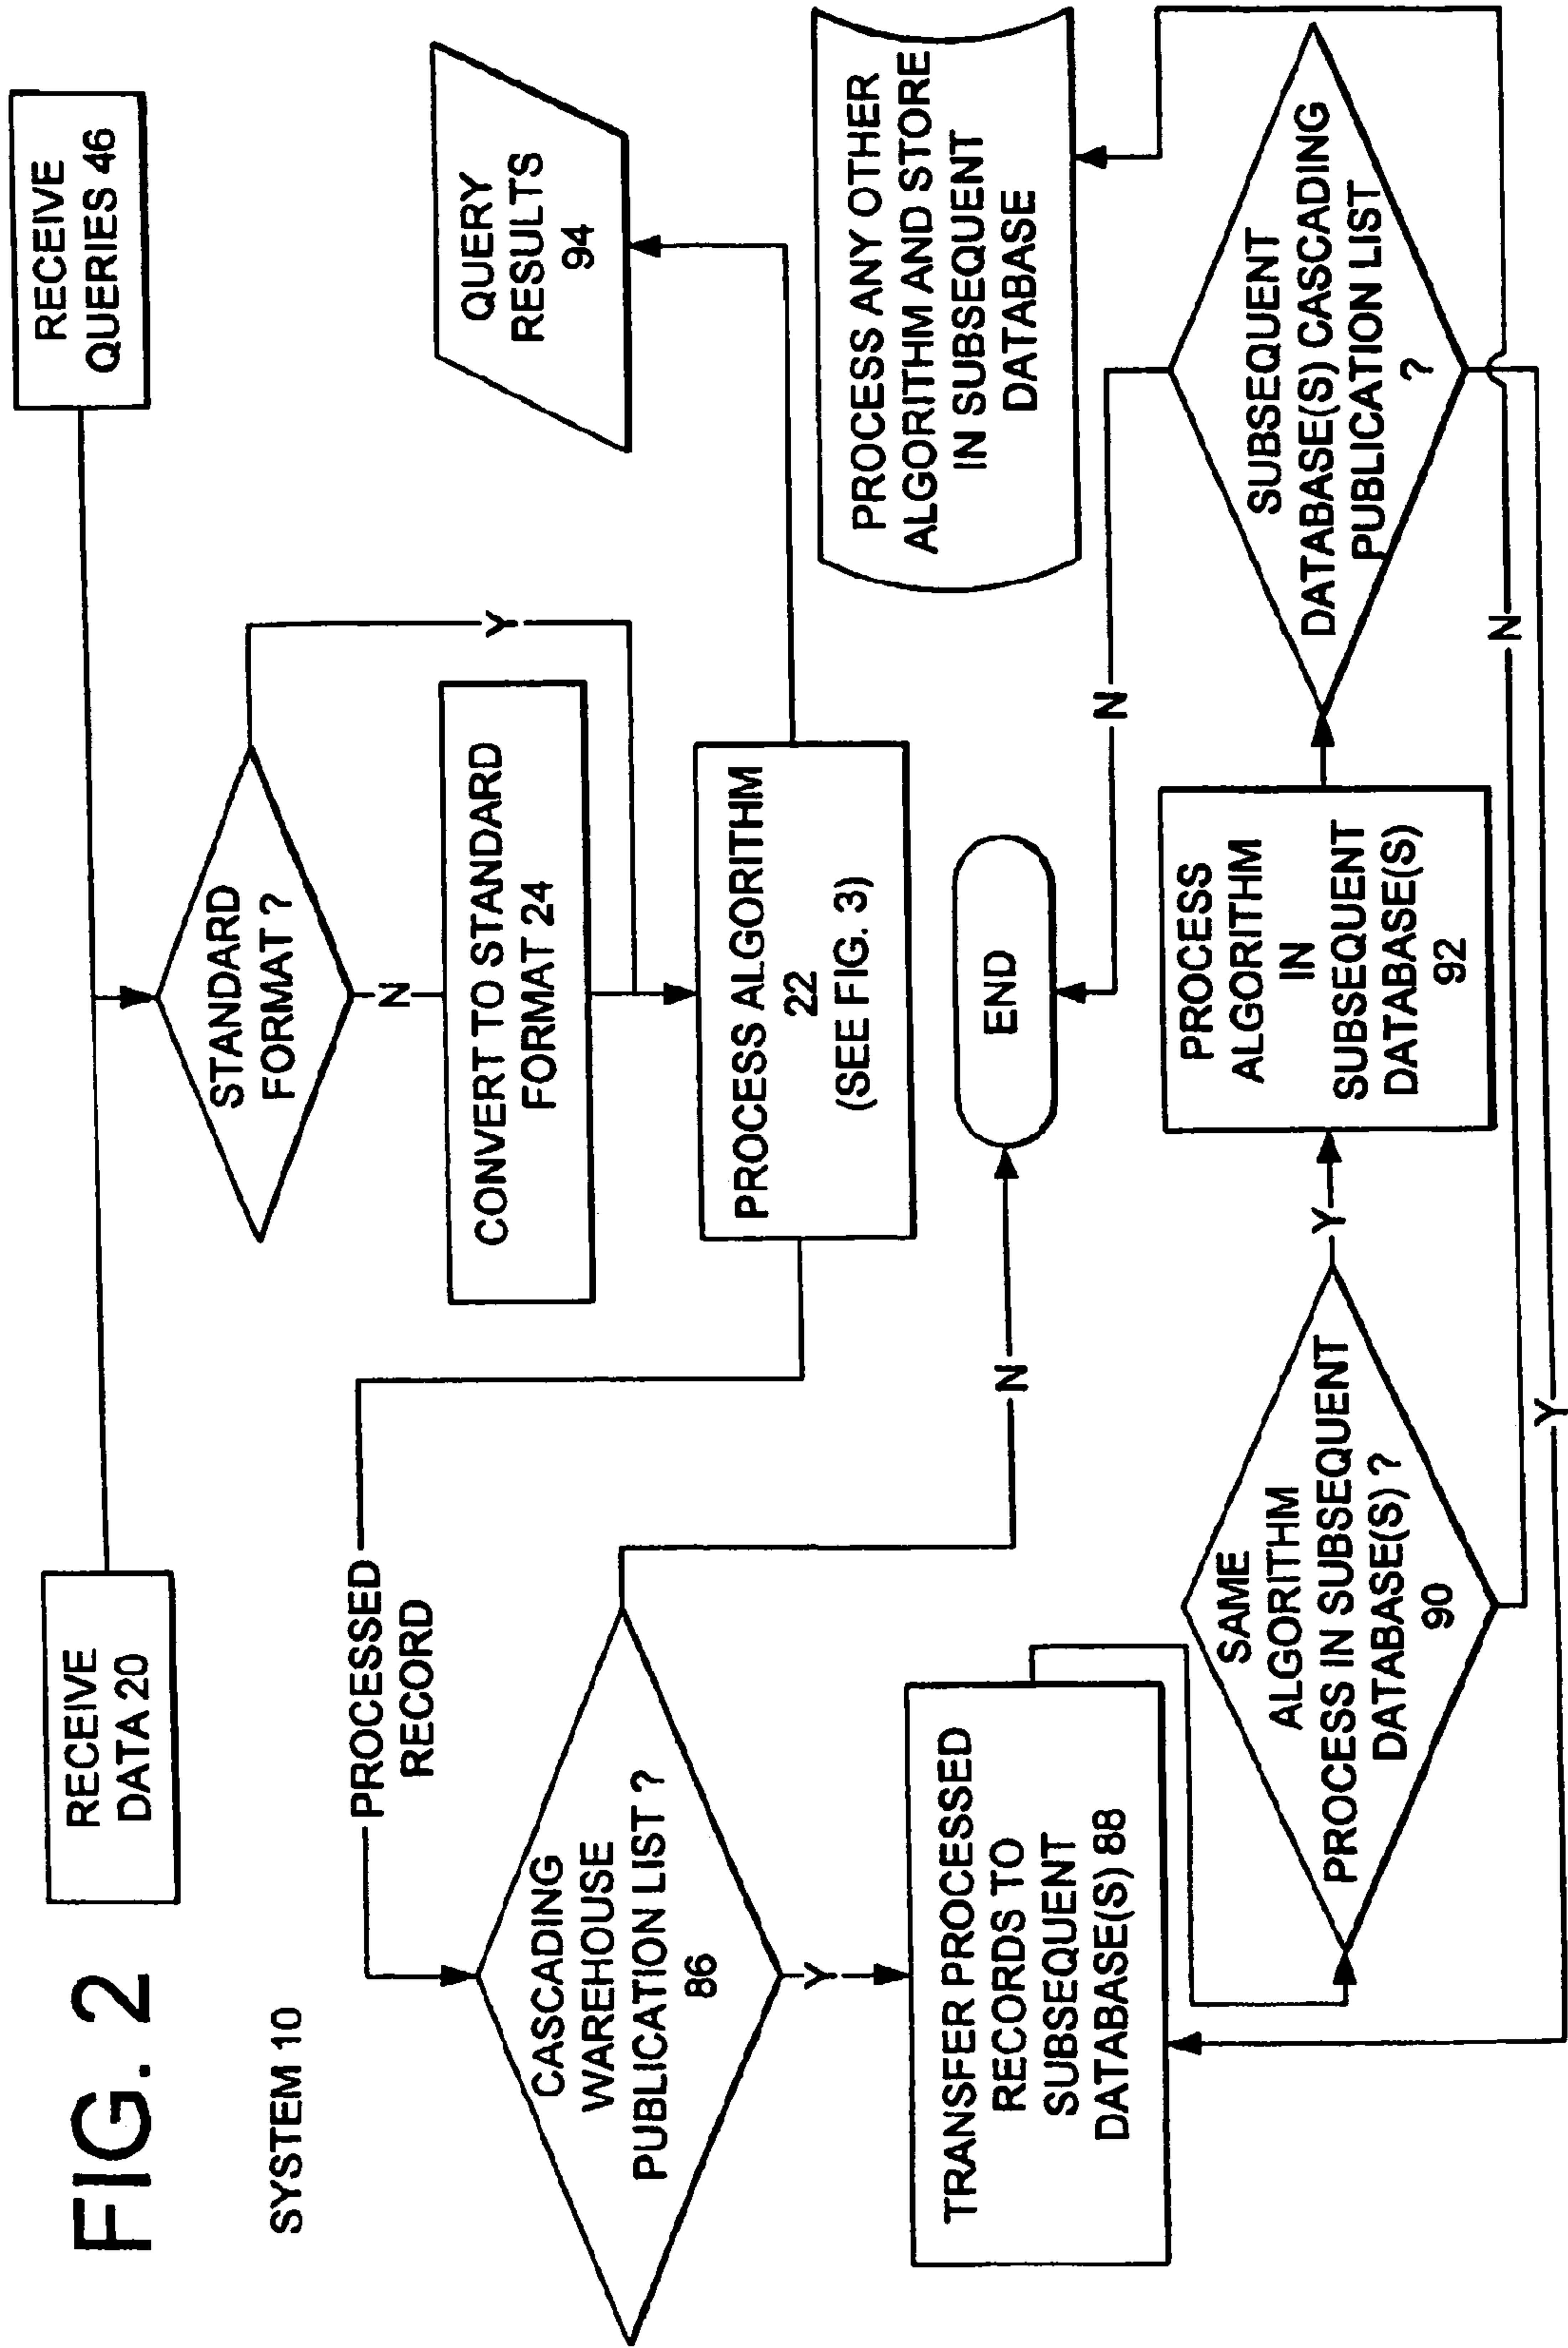 FIG. 2
SYSTEM 10
RECEIVE
DATA 20
RECEIVE
QUERIES 46
STANDARD
FORMAT ?
Y
N
CONVERT TO STANDARD
FORMAT 24
PROCESS ALGORITHM
22
(SEE FIG. 3)
QUERY
RESULTS
94
PROCESSED
RECORD
CASCADING
WAREHOUSE
PUBLICATION LIST ?
86
N
END
Y
TRANSFER PROCESSED
RECORDS TO
SUBSEQUENT
DATABASE(S) 88
SAME
ALGORITHM
PROCESS IN SUBSEQUENT
DATABASE(S) ?
90
Y
PROCESS
ALGORITHM
IN
SUBSEQUENT
DATABASE(S)
92
SUBSEQUENT
DATABASE(S) CASCADING
PUBLICATION LIST
?
N
PROCESS ANY OTHER
ALGORITHM AND STORE
IN SUBSEQUENT
DATABASE
N
Y